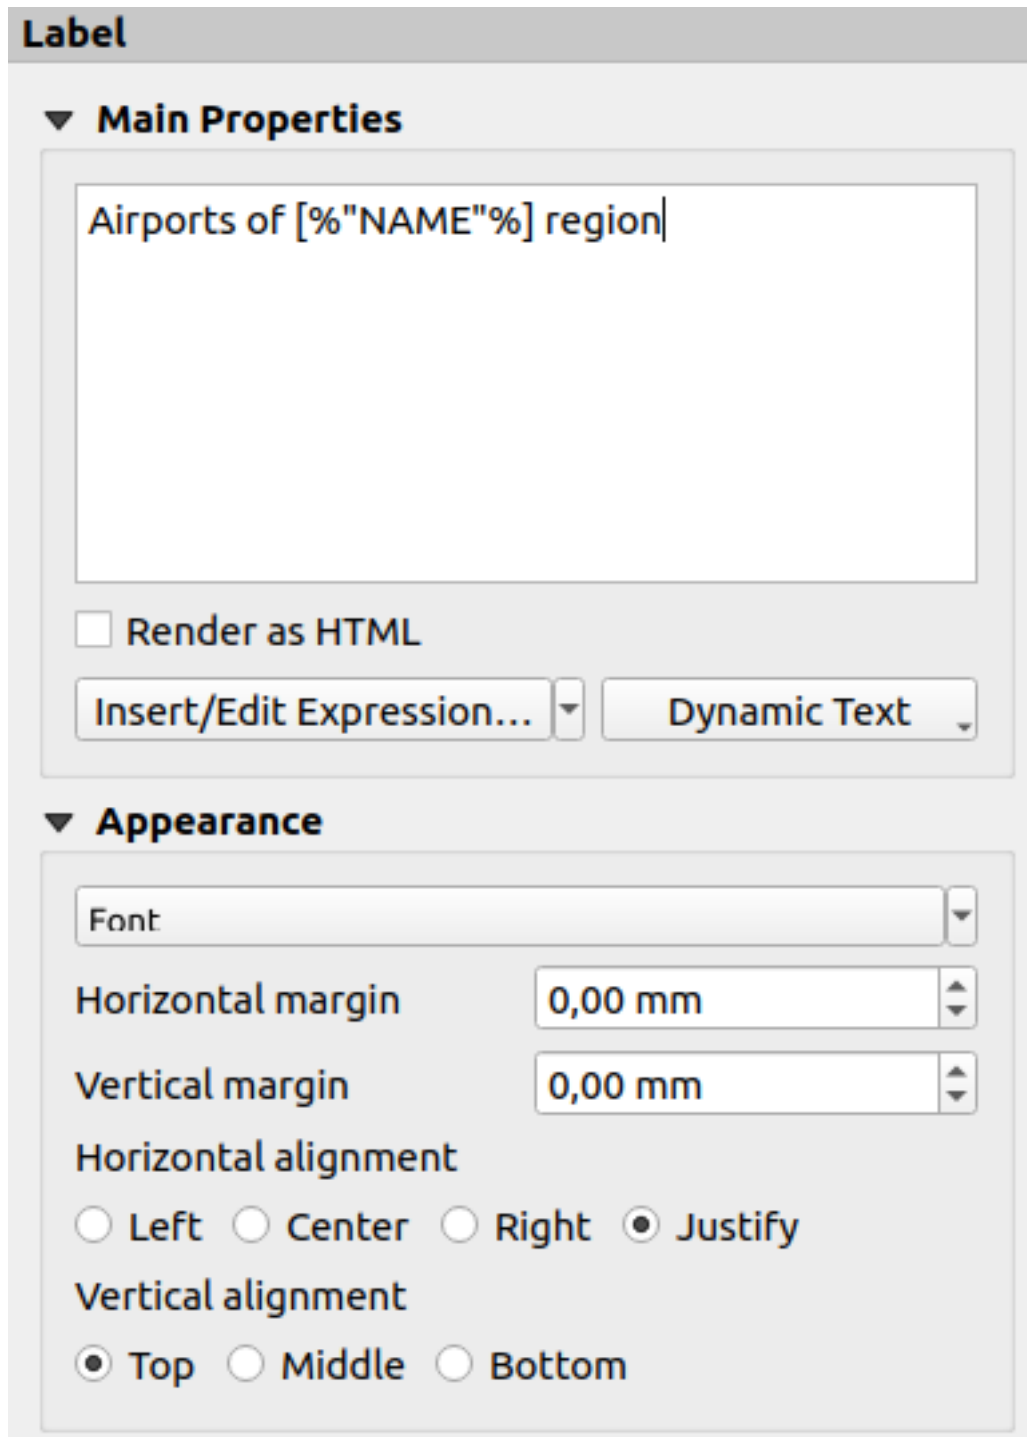 Label
Main Properties
Airports of [%"NAME"%] region
Render as HTML
Insert/Edit Expression... Dynamic Text
Appearance
Font
Horizontal margin 0,00 mm
Vertical margin 0,00 mm
Horizontal alignment
Left Center Right Justify
Vertical alignment
Top Middle Bottom